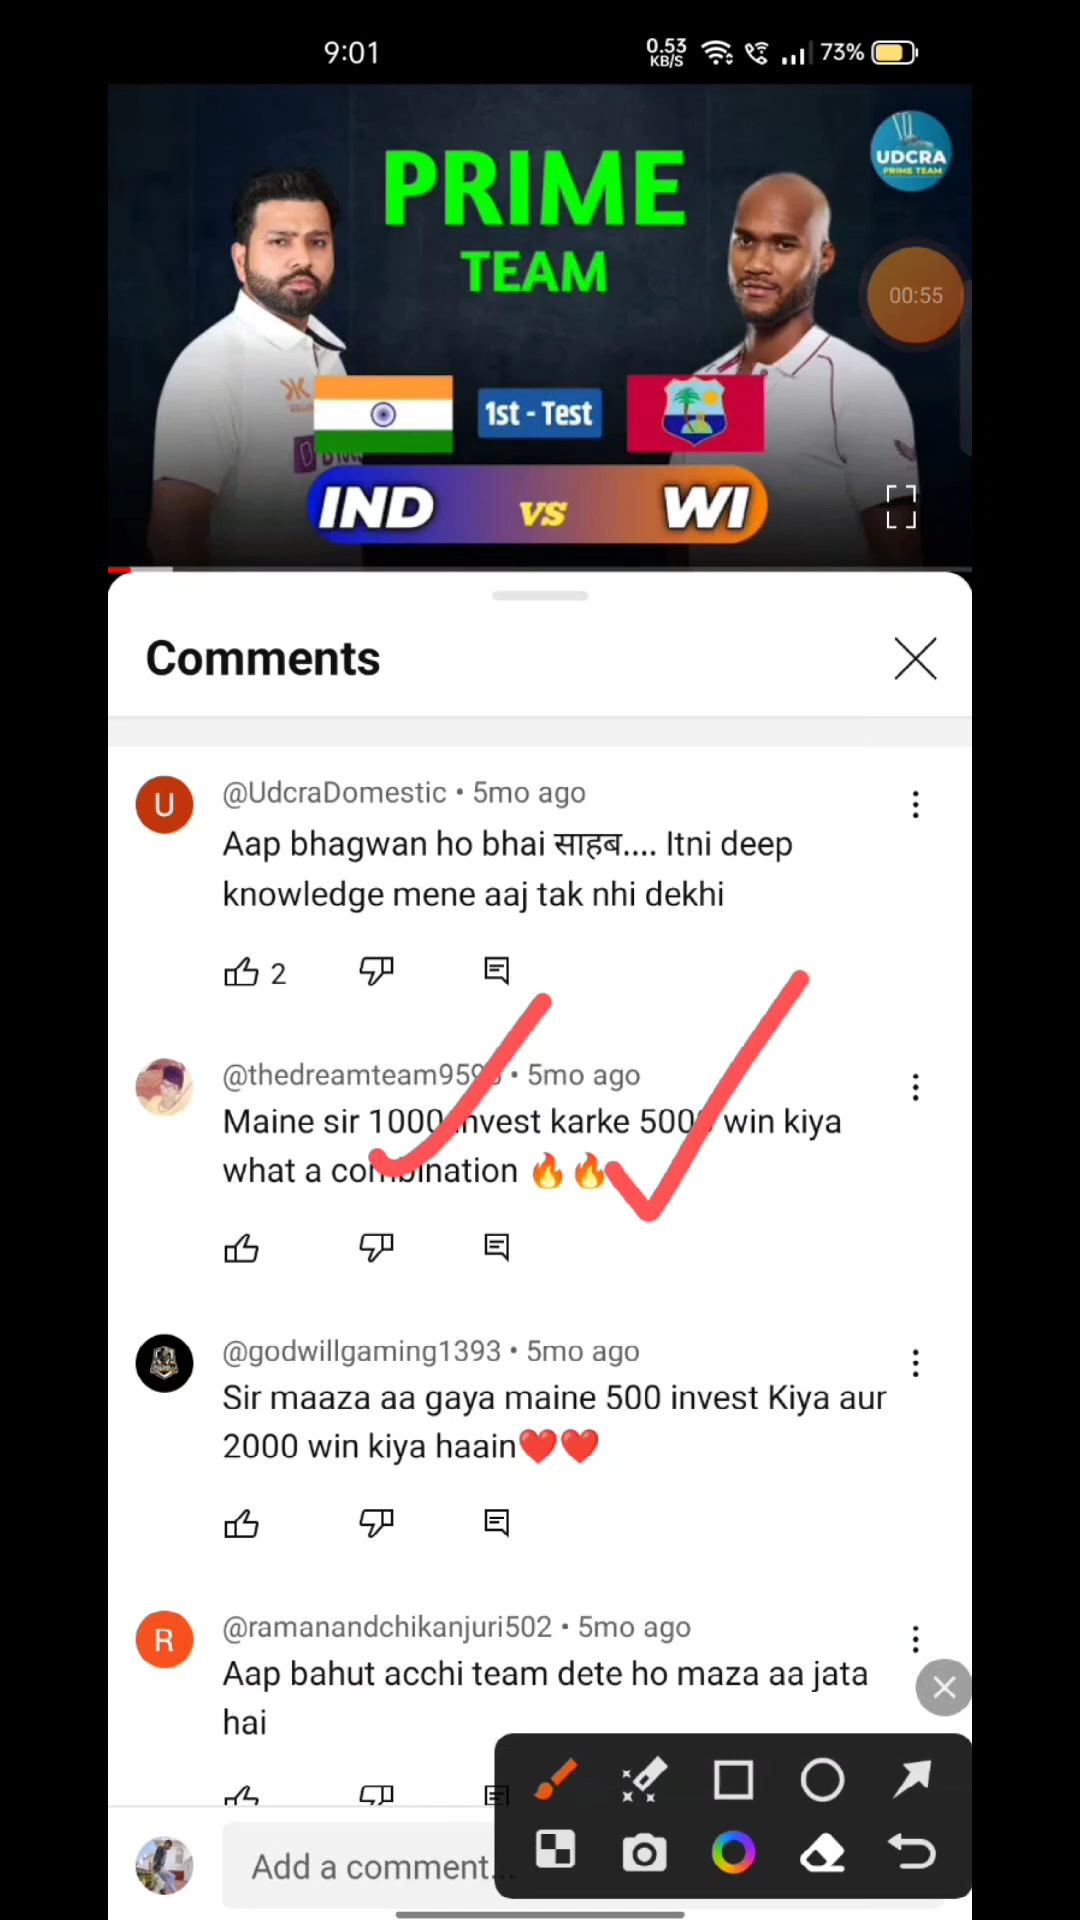 9:01
0.53
KB/S
73%
PRIME
TEAM
UDCRA
PRIME TEAM
00:55
1st - Test
IND vs WI
Comments
@UdcraDomestic • 5mo ago
Aap bhagwan ho bhai साहब.... Itni deep
knowledge mene aaj tak nhi dekhi
2
• 5mo ago
Maine sir 1000 invest karke 5000 win kiya
what a combination 🔥🔥
@godwillgaming1393 • 5mo ago
Sir maaza aa gaya maine 500 invest Kiya aur
2000 win kiya haain❤️❤️
@ramanandchikanjuri502 • 5mo ago
Aap bahut acchi team dete ho maza aa jata
hai
Add a comment...